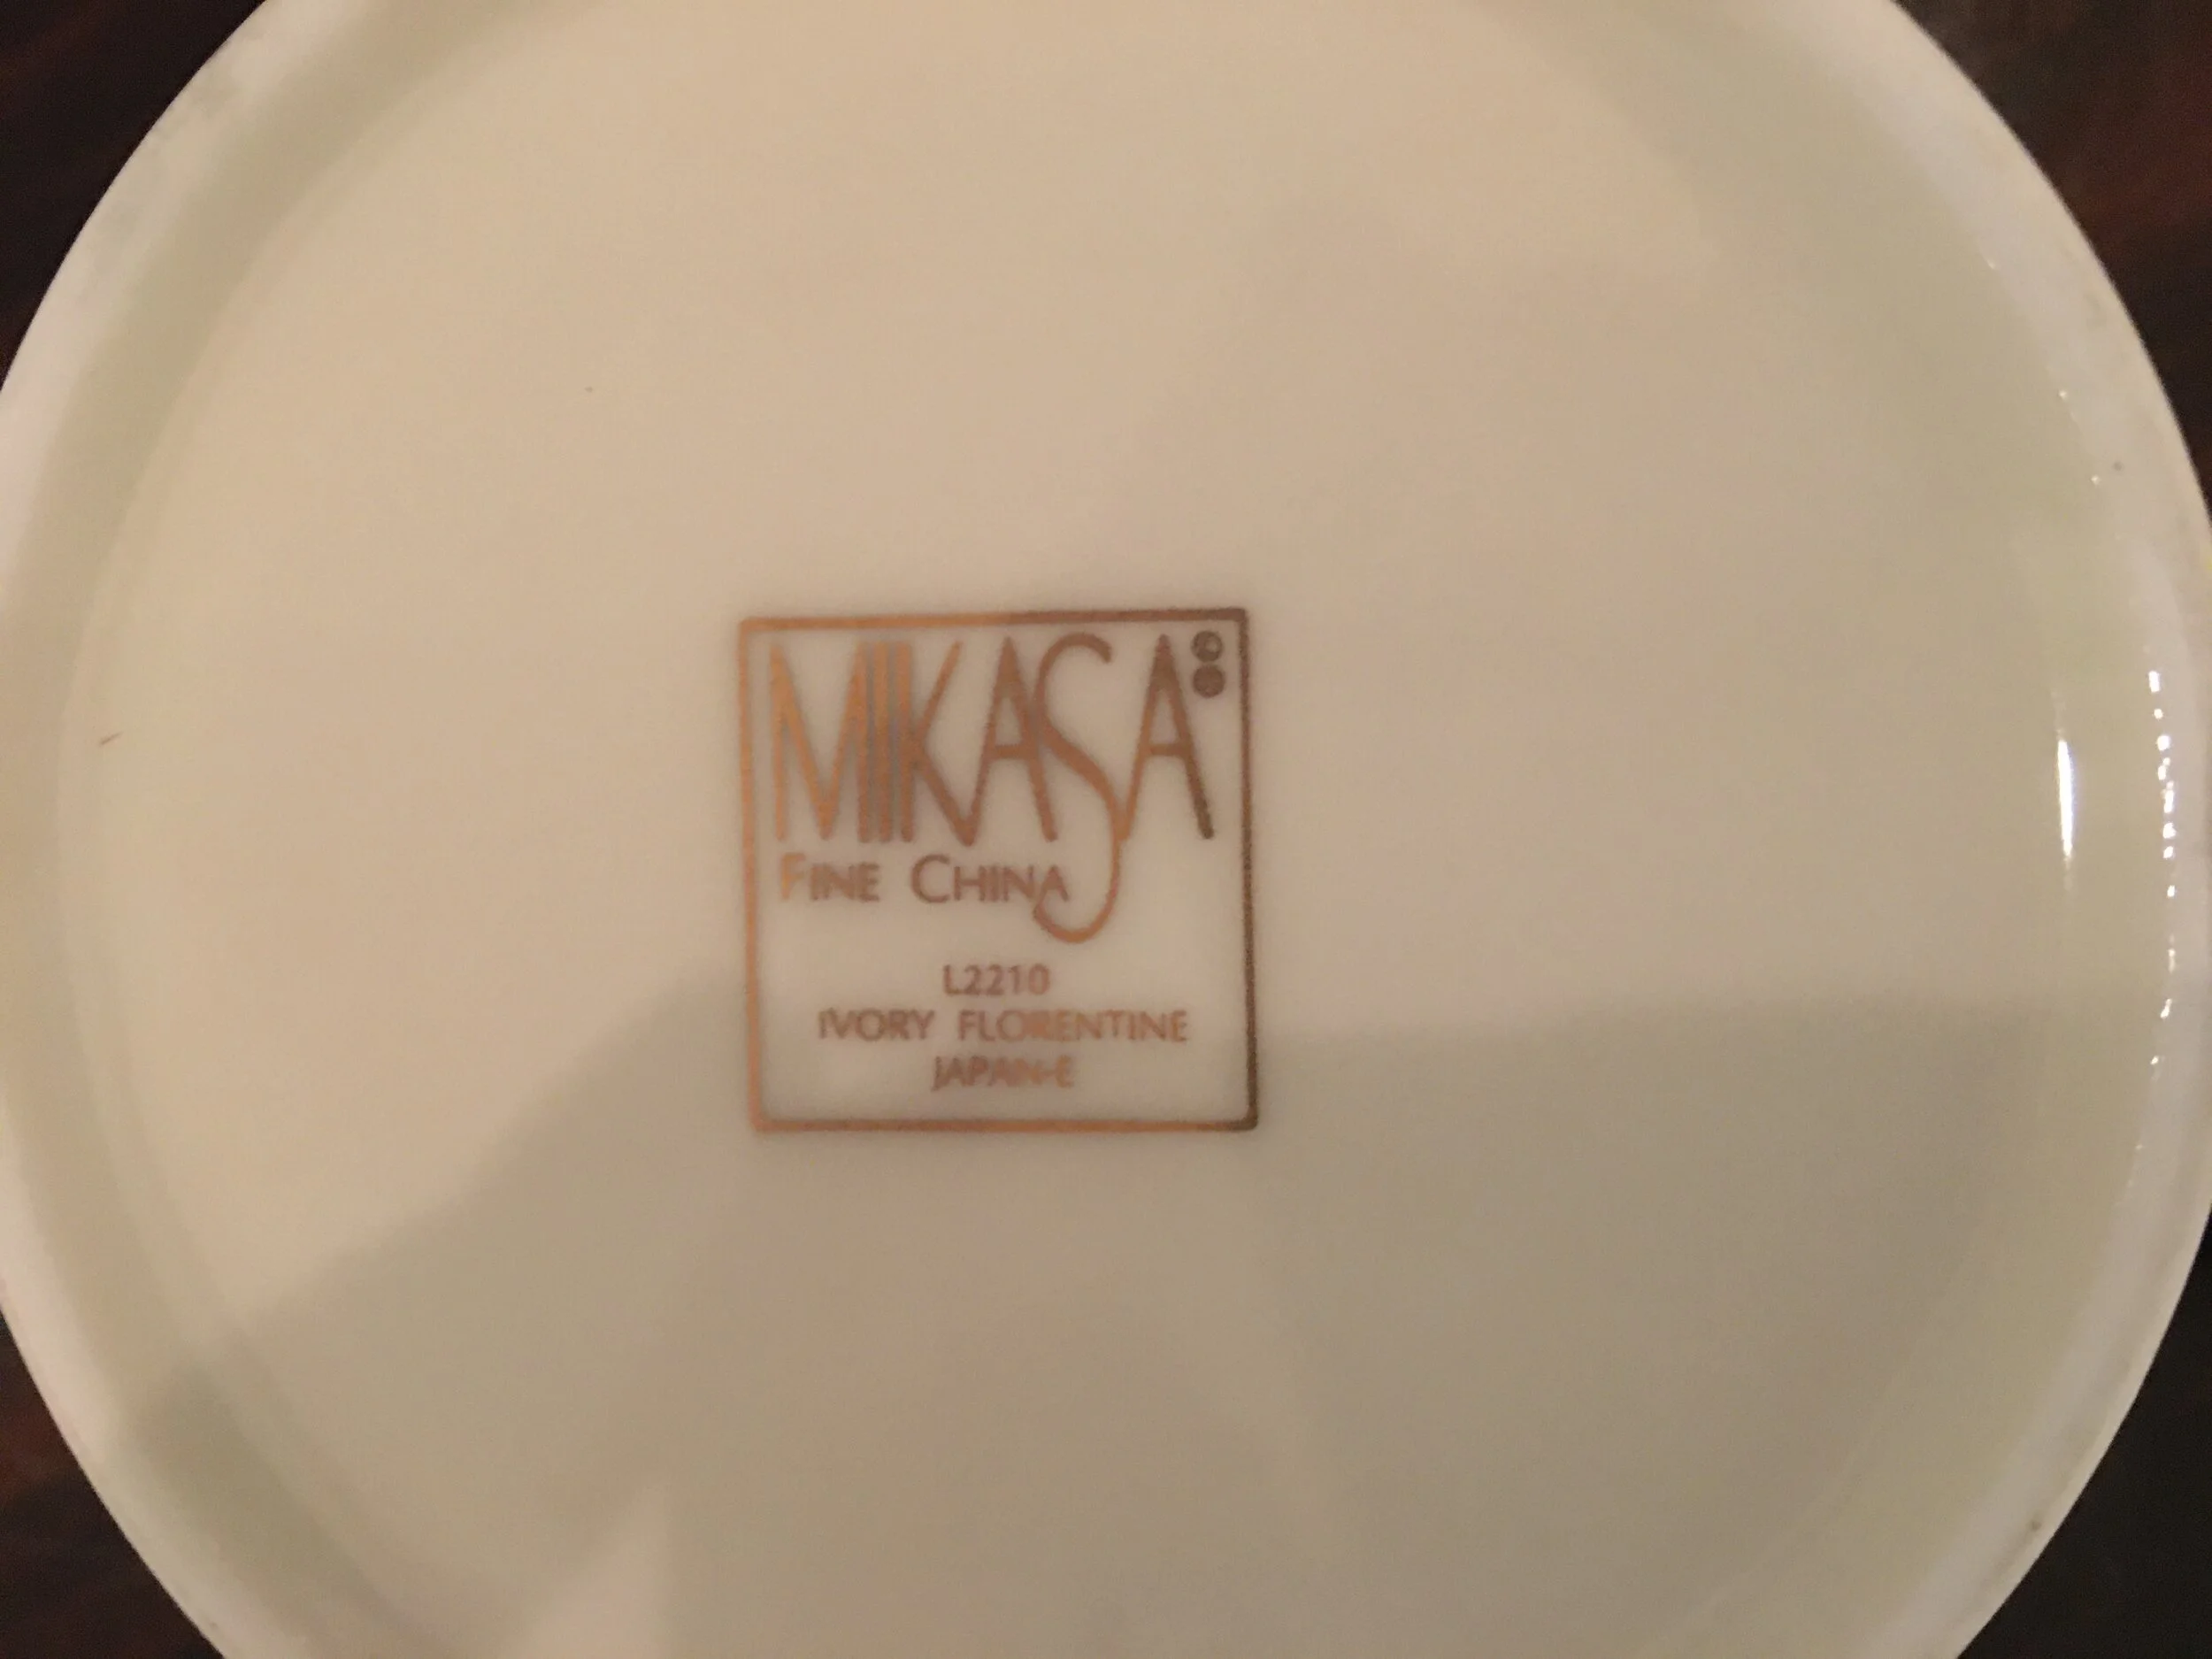 MIKASA
FINE CHINA
L2210
IVORY FLORENTINE
JAPAN-E